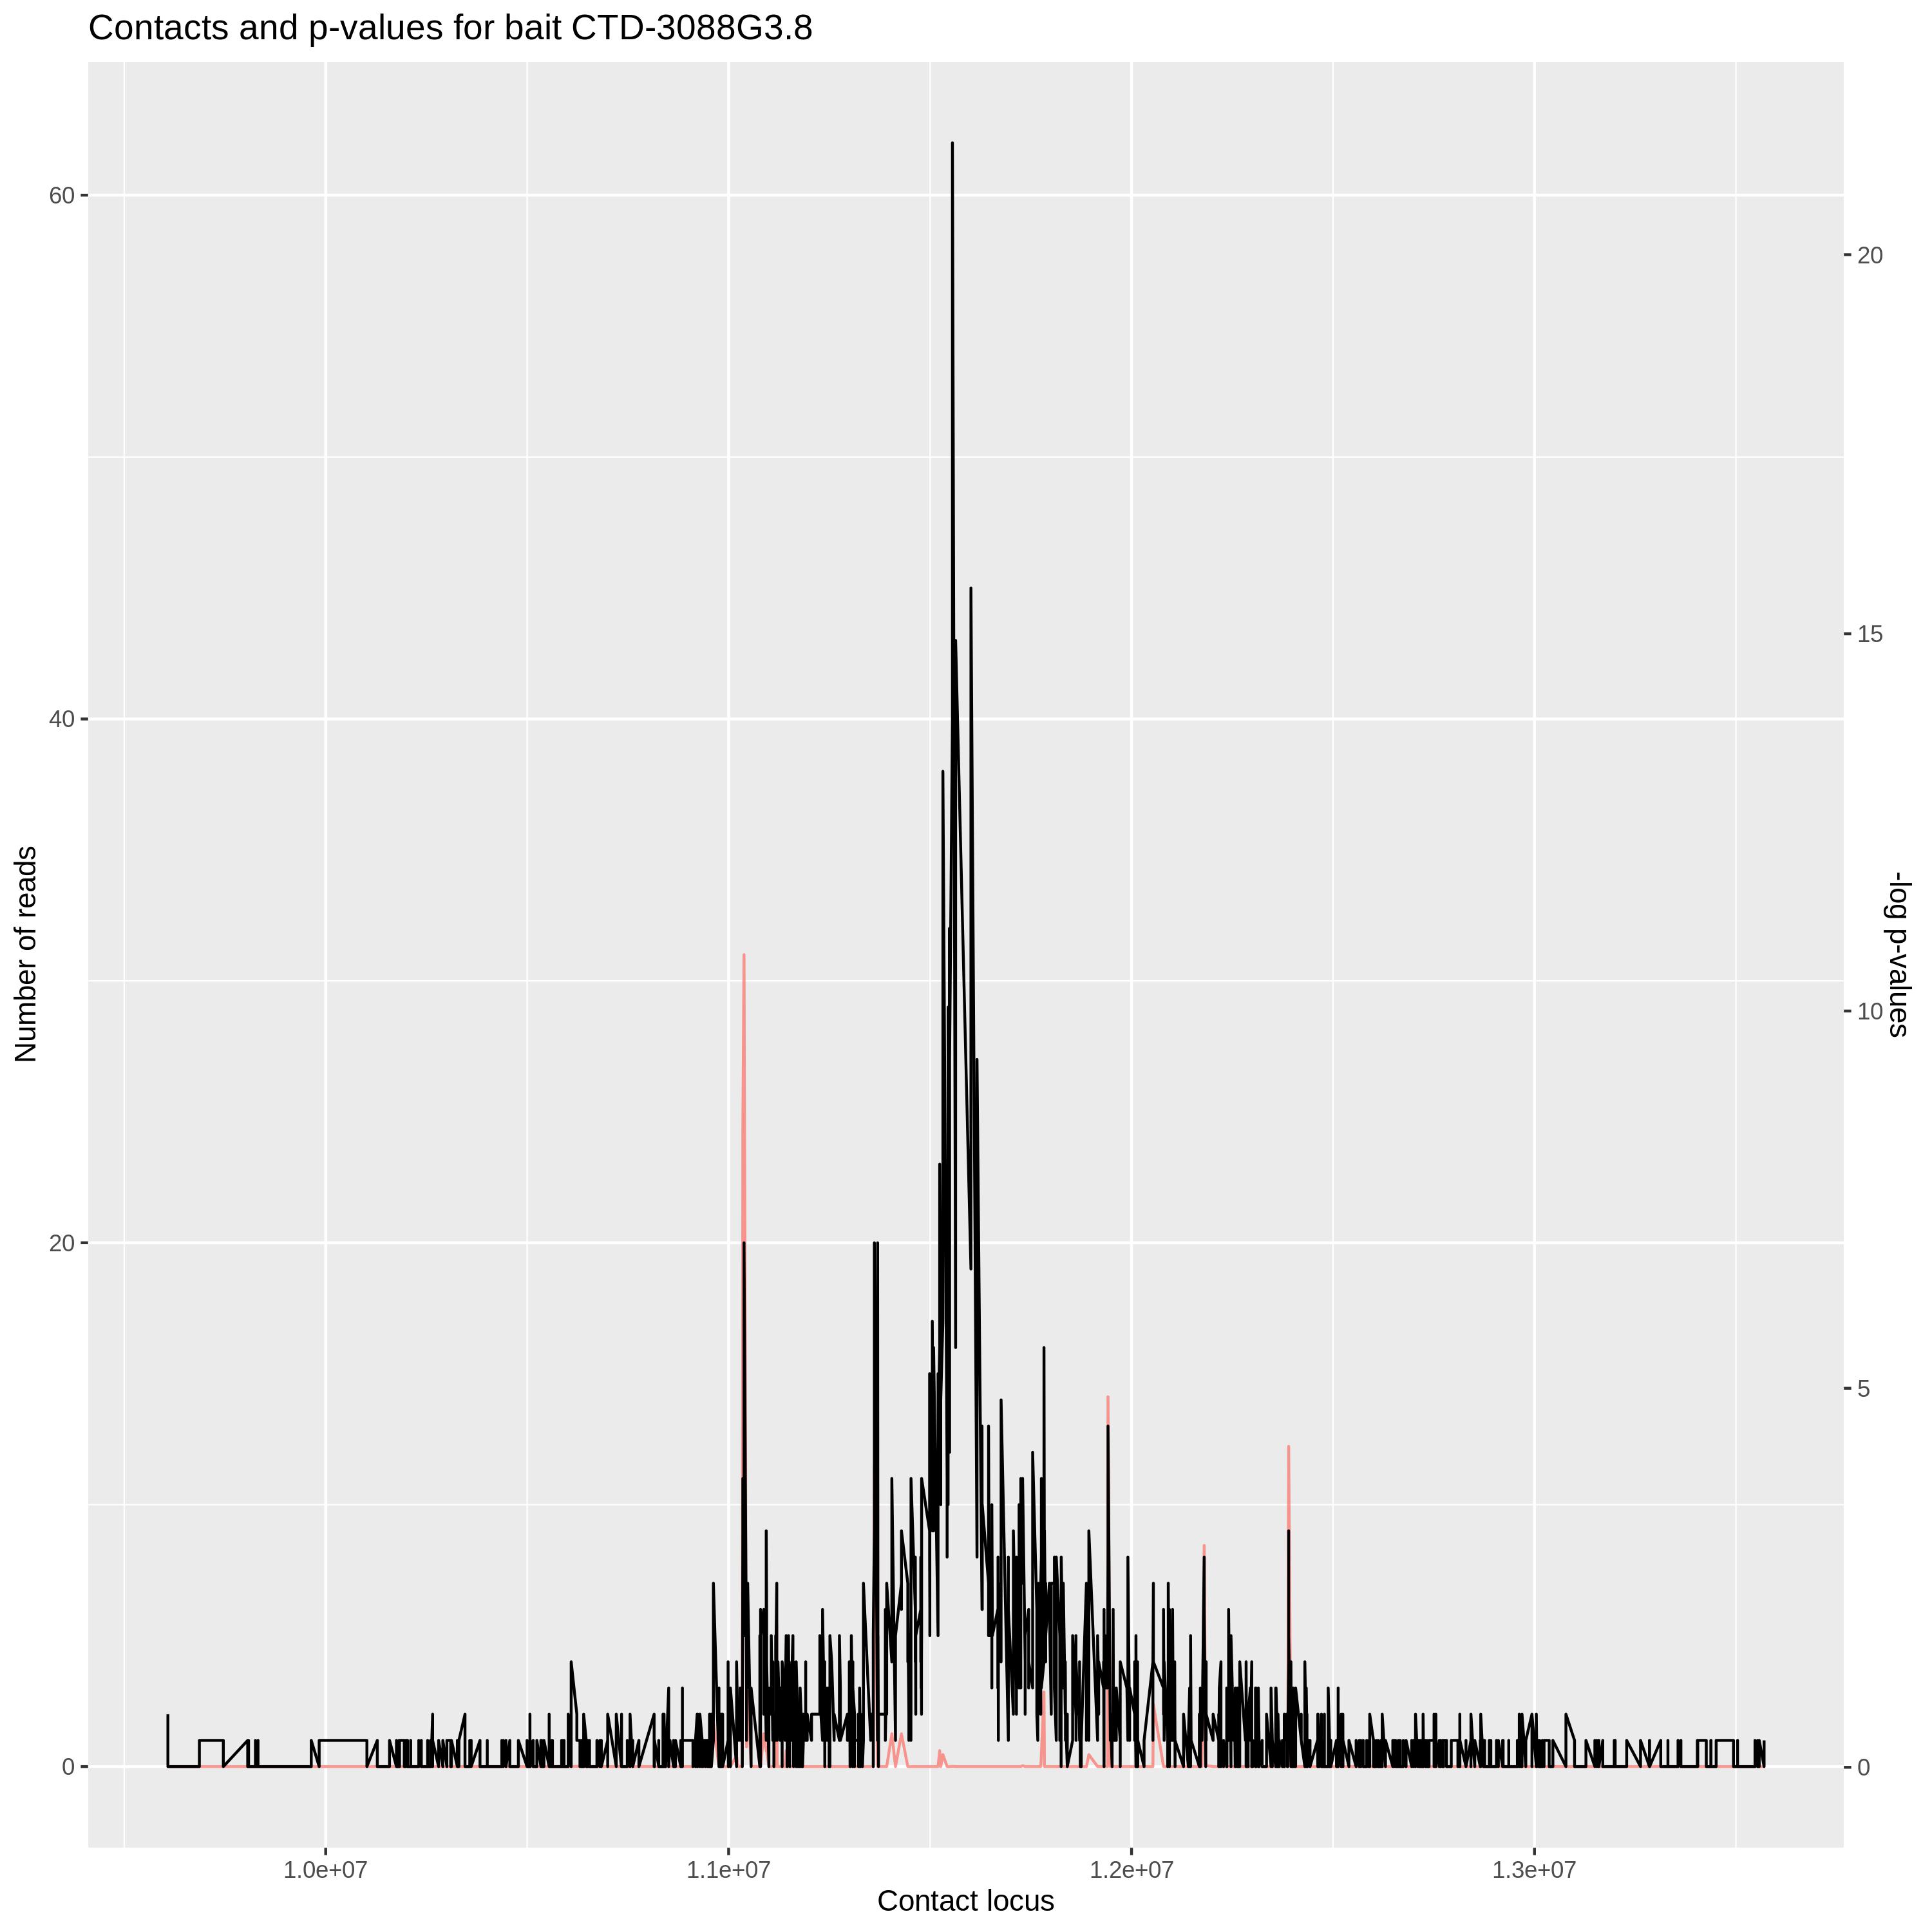 Contacts and p-values for bait CTD-3088G3.8
60
40
20
0
Number of reads
20
15
10
5
0
-log p-values
1.0e+07
1.1e+07
1.2e+07
1.3e+07
Contact locus